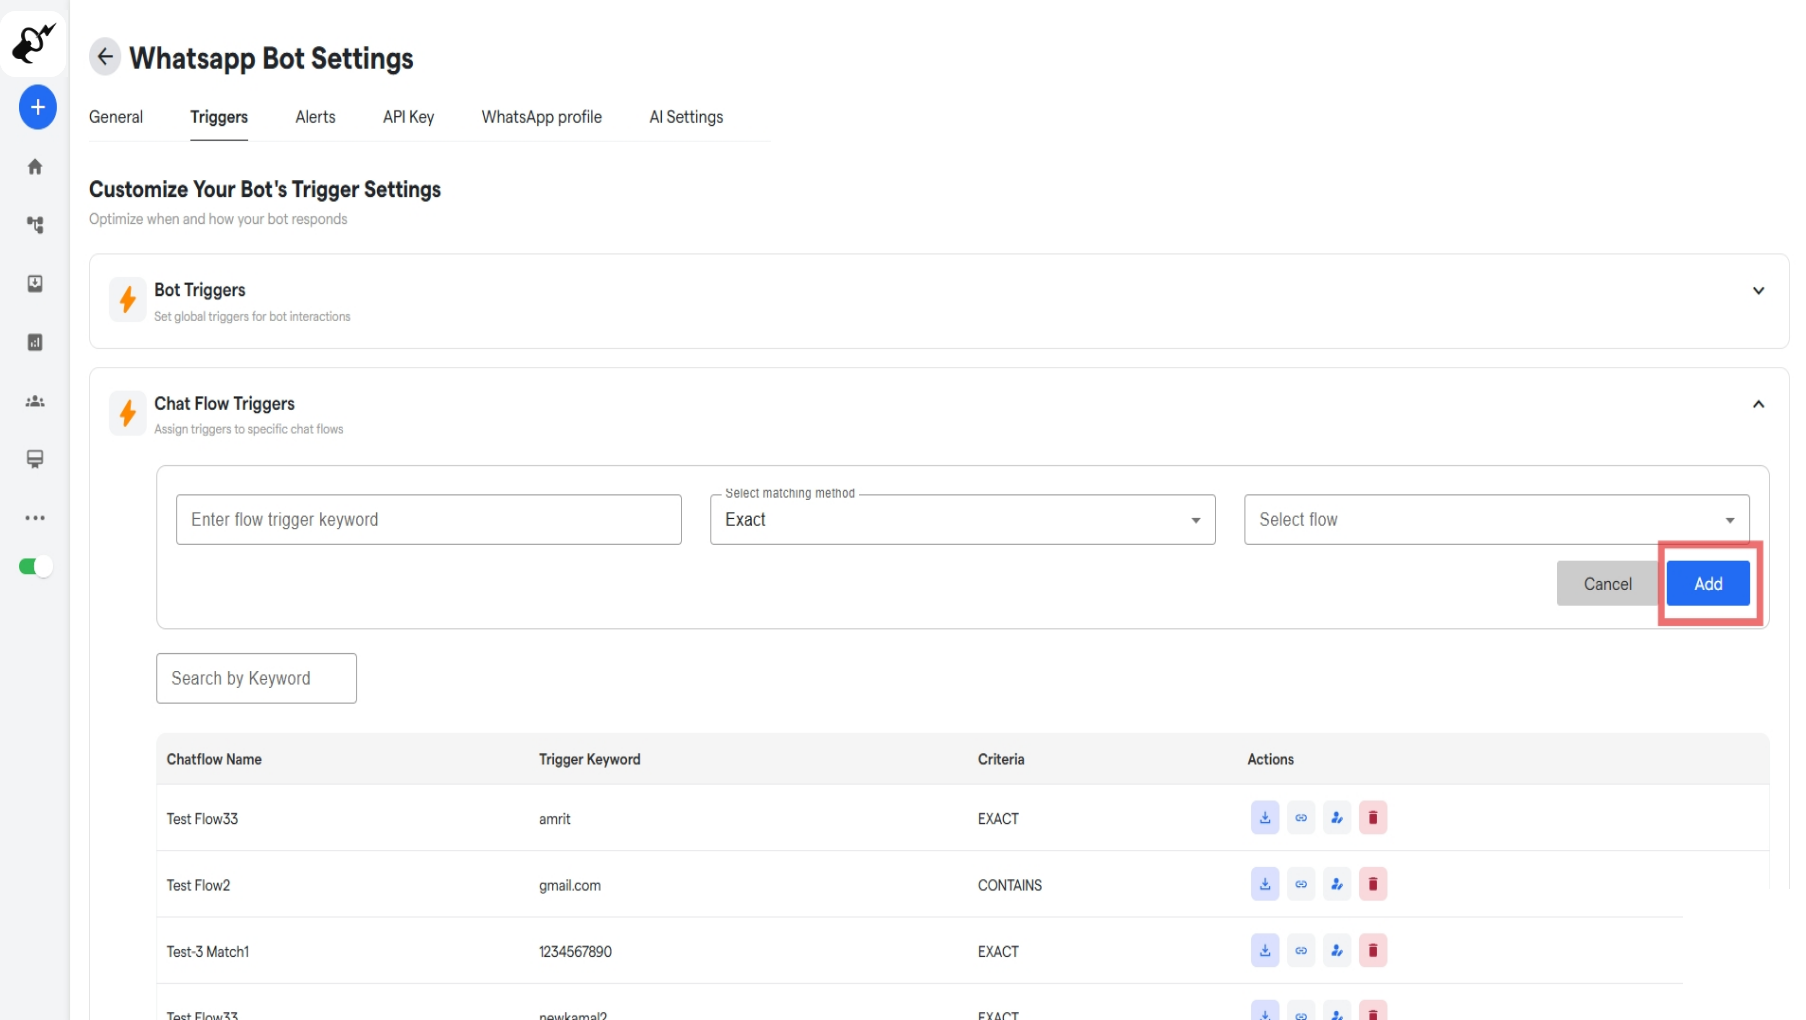 Whatsapp Bot Settings
General Triggers Alerts API Key WhatsApp profile AI Settings
Customize Your Bot's Trigger Settings
Optimize when and how your bot responds
Bot Triggers
Set global triggers for bot interactions
Chat Flow Triggers
Assign triggers to specific chat flows
Select matching method
Enter flow trigger keyword Exact Select flow
Cancel Add
Search by Keyword
Chatflow Name Trigger Keyword Criteria Actions
Test Flow33 amrit EXACT
Test Flow2 gmail.com CONTAINS
Test-3 Match1 1234567890 EXACT
Test Flow33 newkamal2 EXACT